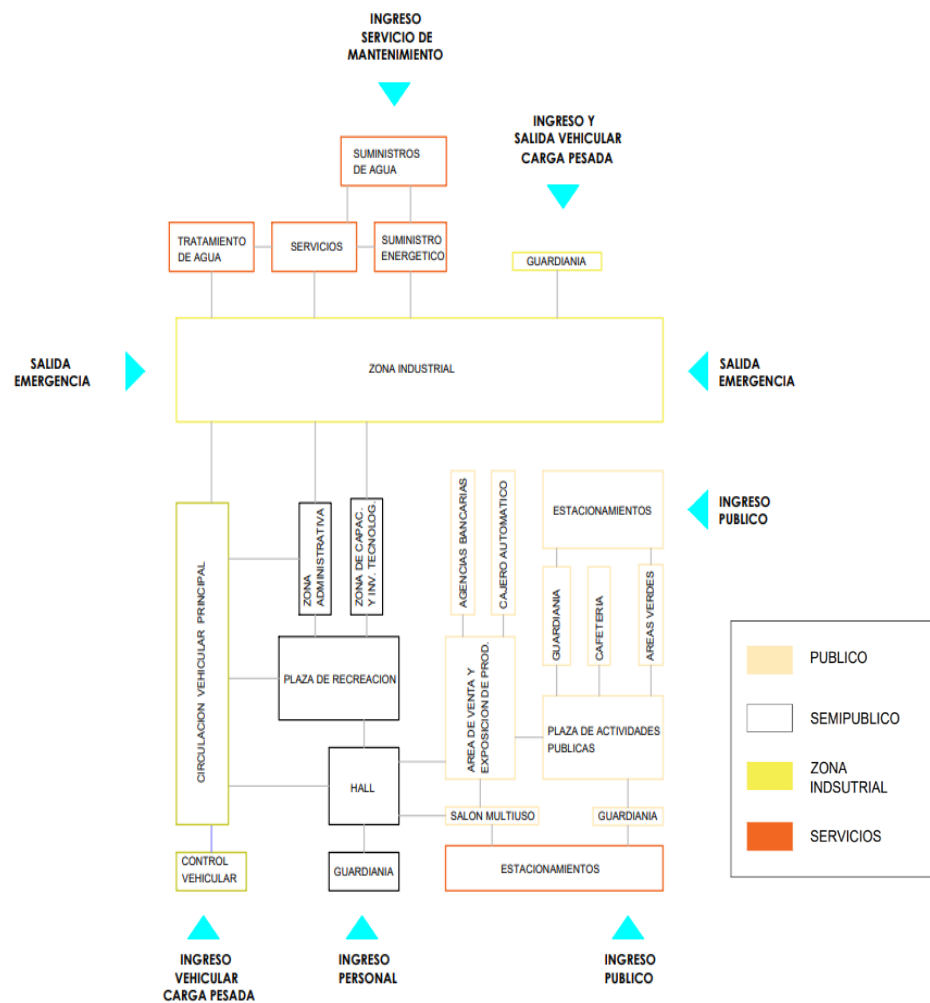 INGRESO
SERVICIO DE
MANTENIMIENTO
INGRESO Y
SALIDA VEHICULAR
CARGA PESADA
SUMINISTROS
DE AGUA
TRATAMIENTO
DE AGUA
SERVICIOS
SUMINISTRO
ENERGETICO
GUARDIANIA
SALIDA
EMERGENCIA
ZONA INDUSTRIAL
SALIDA
EMERGENCIA
CIRCULACION VEHICULAR PRINCIPAL
ZONA
ADMINISTRATIVA
ZONA DE CAPAC.
Y INV. TECNOLOG.
AGENCIAS BANCARIAS
CAJERO AUTOMATICO
ESTACIONAMIENTOS
INGRESO
PUBLICO
GUARDIANIA
CAFETERIA
AREAS VERDES
PLAZA DE RECREACION
AREA DE VENTA Y
EXPOSICION DE PROD.
PLAZA DE ACTIVIDADES
PUBLICAS
HALL
SALON MULTIUSO
GUARDIANIA
CONTROL
VEHICULAR
GUARDIANIA
ESTACIONAMIENTOS
INGRESO
VEHICULAR
CARGA PESADA
INGRESO
PERSONAL
INGRESO
PUBLICO
PUBLICO
SEMIPUBLICO
ZONA
INDSUTRIAL
SERVICIOS